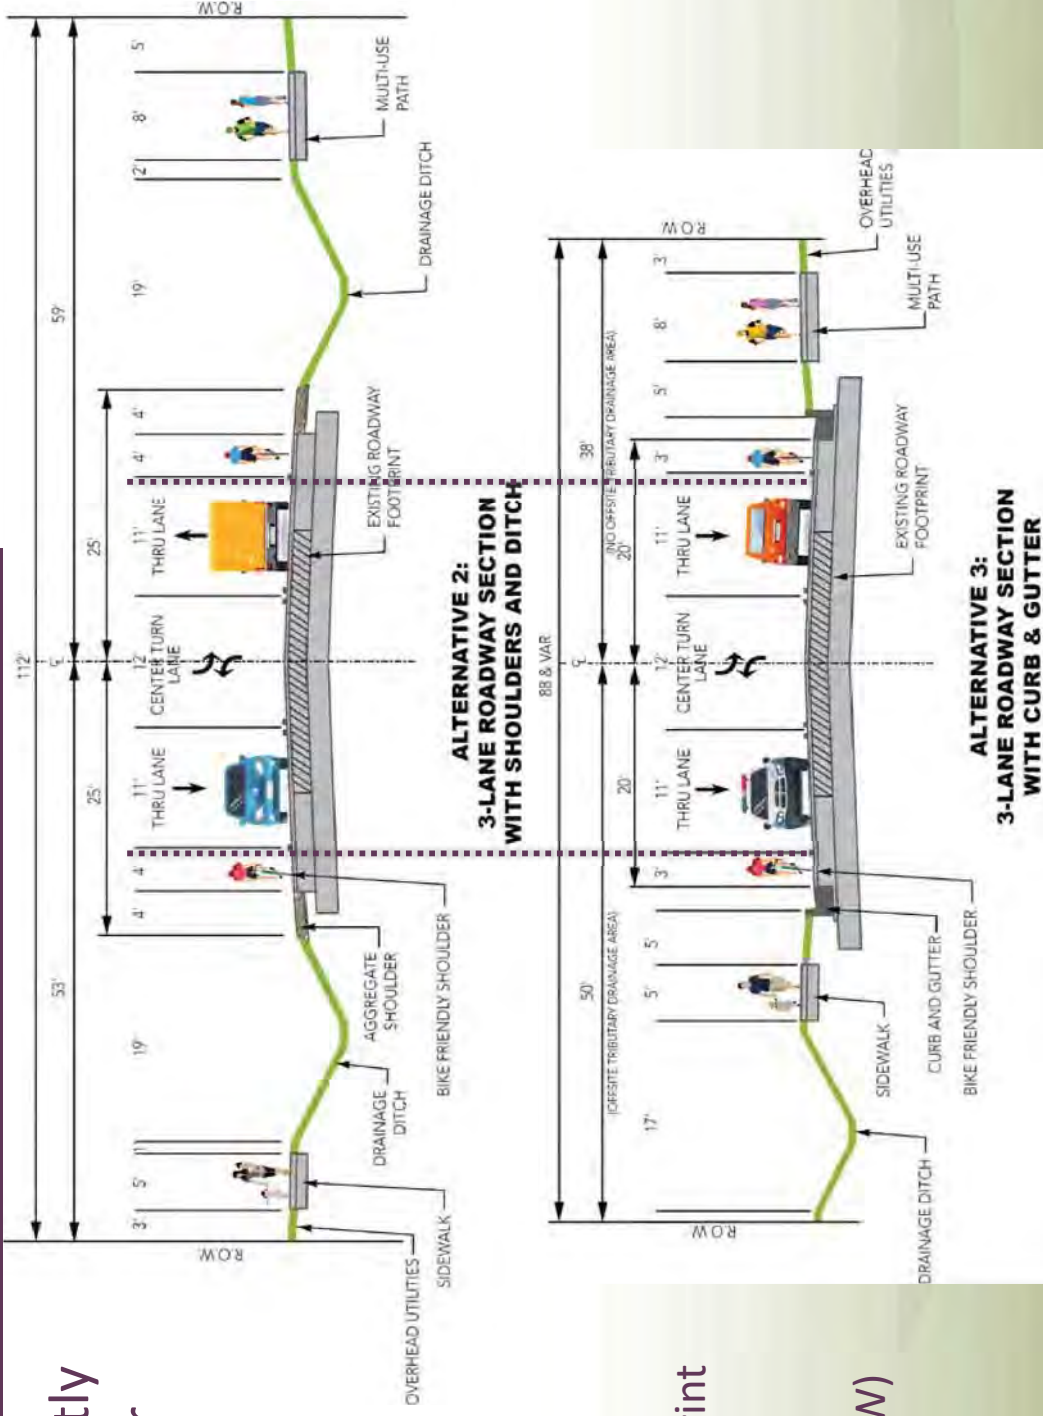 112'
53'
59'
25'
25'
R.O.W.
3'
5'
1'
19'
4'
4'
11'
THRU LANE
12'
CENTER TURN
LANE
11'
THRU LANE
4'
4'
19'
2'
8'
5'
R.O.W.
℄
OVERHEAD UTILITIES
SIDEWALK
DRAINAGE
DITCH
AGGREGATE
SHOULDER
BIKE FRIENDLY SHOULDER
EXISTING ROADWAY
FOOTPRINT
DRAINAGE DITCH
MULTI-USE
PATH
ALTERNATIVE 2:
3-LANE ROADWAY SECTION
WITH SHOULDERS AND DITCH
88 & VAR
50'
(OFFSITE TRIBUTARY DRAINAGE AREA)
38'
(NO OFFSITE TRIBUTARY DRAINAGE AREA)
20'
20'
R.O.W.
17'
5'
5'
3'
11'
THRU LANE
12'
CENTER TURN
LANE
11'
THRU LANE
3'
5'
8'
3'
R.O.W.
℄
DRAINAGE DITCH
SIDEWALK
CURB AND GUTTER
BIKE FRIENDLY SHOULDER
EXISTING ROADWAY
FOOTPRINT
MULTI-USE
PATH
OVERHEAD
UTILITIES
ALTERNATIVE 3:
3-LANE ROADWAY SECTION
WITH CURB & GUTTER
tly
int
W)